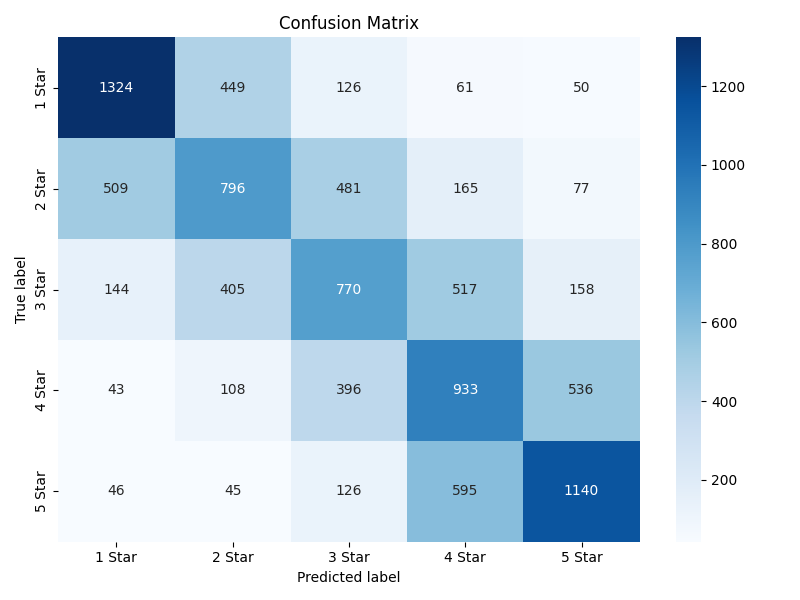 Confusion Matrix
1 Star 1324 449 126 61 50
2 Star 509 796 481 165 77
3 Star 144 405 770 517 158
4 Star 43 108 396 933 536
5 Star 46 45 126 595 1140
1 Star 2 Star 3 Star 4 Star 5 Star
True label
Predicted label
1200
1000
800
600
400
200